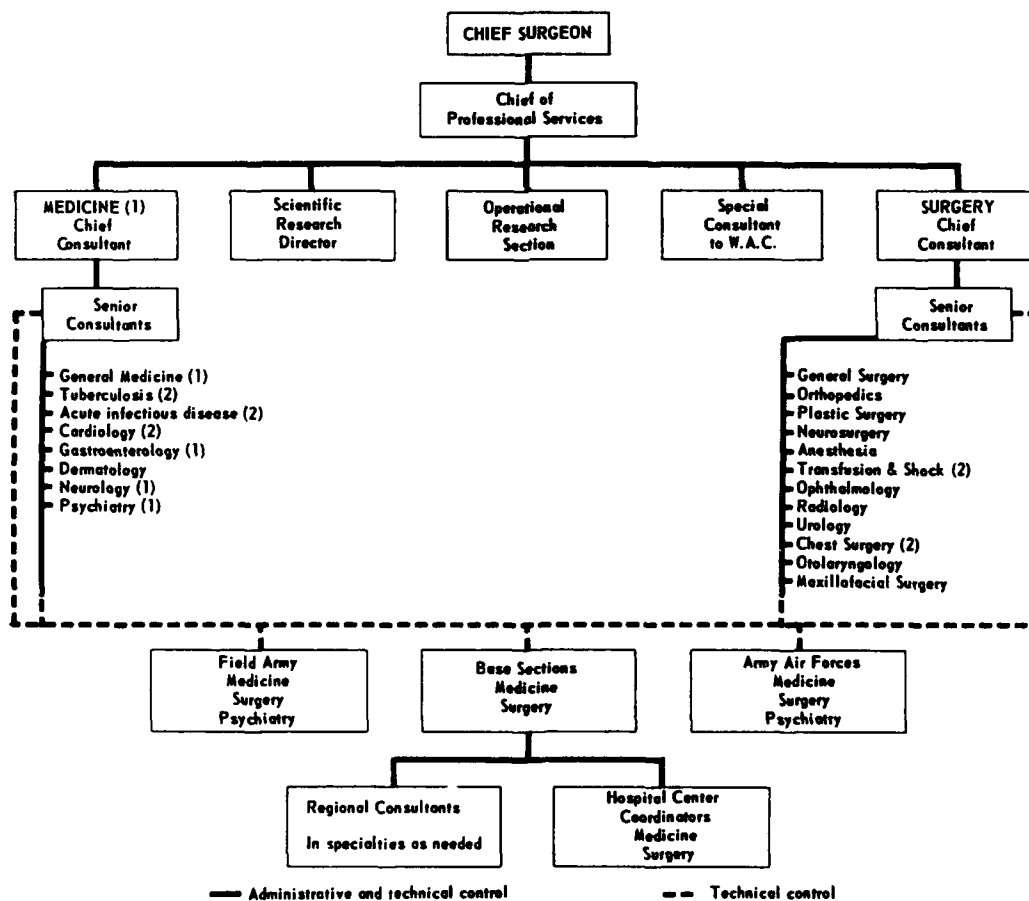 CHIEF SURGEON
Chief of
Professional Services
MEDICINE (1)
Chief
Consultant
Scientific
Research
Director
Operational
Research
Section
Special
Consultant
to W.A.C.
SURGERY
Chief
Consultant
Senior
Consultants
General Medicine (1)
Tuberculosis (2)
Acute infectious disease (2)
Cardiology (2)
Gastroenterology (1)
Dermatology
Neurology (1)
Psychiatry (1)
Senior
Consultants
General Surgery
Orthopedics
Plastic Surgery
Neurosurgery
Anesthesia
Transfusion & Shock (2)
Ophthalmology
Radiology
Urology
Chest Surgery (2)
Otolaryngology
Maxillofacial Surgery
Field Army
Medicine
Surgery
Psychiatry
Base Sections
Medicine
Surgery
Army Air Forces
Medicine
Surgery
Psychiatry
Regional Consultants
In specialties as needed
Hospital Center
Coordinators
Medicine
Surgery
Administrative and technical control
Technical control